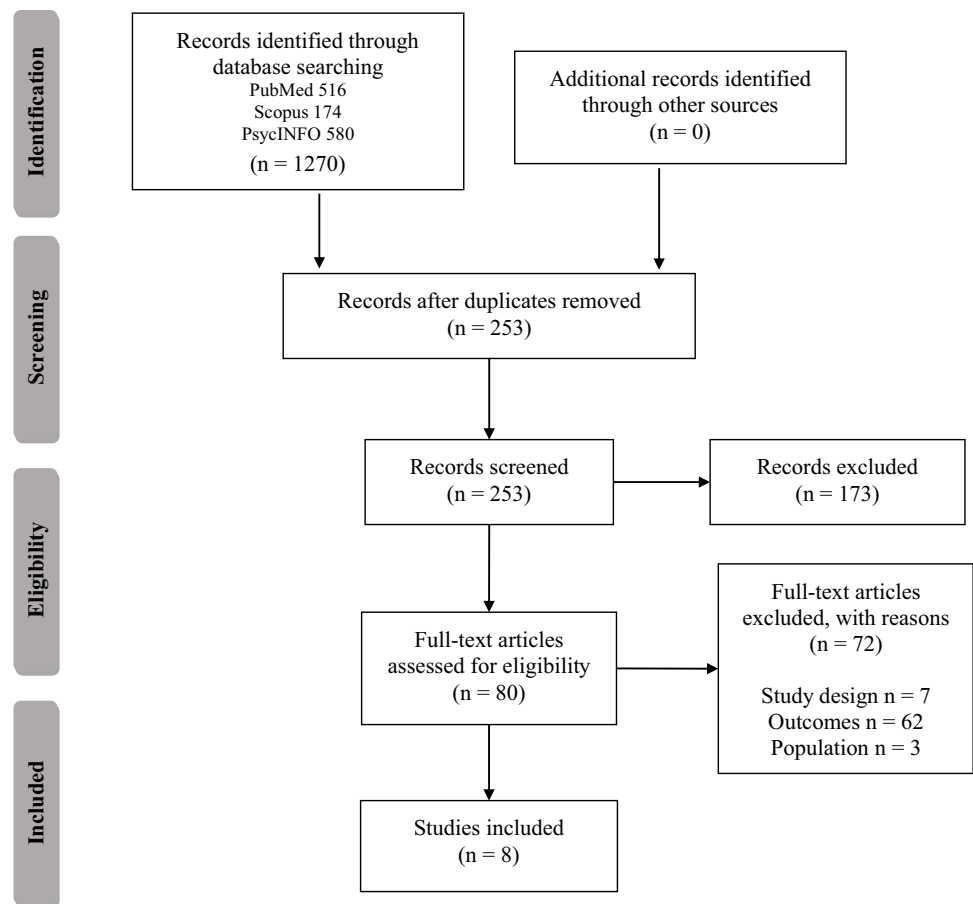 Identification
Records identified through
database searching
PubMed 516
Scopus 174
PsycINFO 580
(n = 1270)
Additional records identified
through other sources
(n = 0)
Screening
Records after duplicates removed
(n = 253)
Records screened
(n = 253)
Records excluded
(n = 173)
Eligibility
Full-text articles
assessed for eligibility
(n = 80)
Full-text articles
excluded, with reasons
(n = 72)
Study design n = 7
Outcomes n = 62
Population n = 3
Included
Studies included
(n = 8)